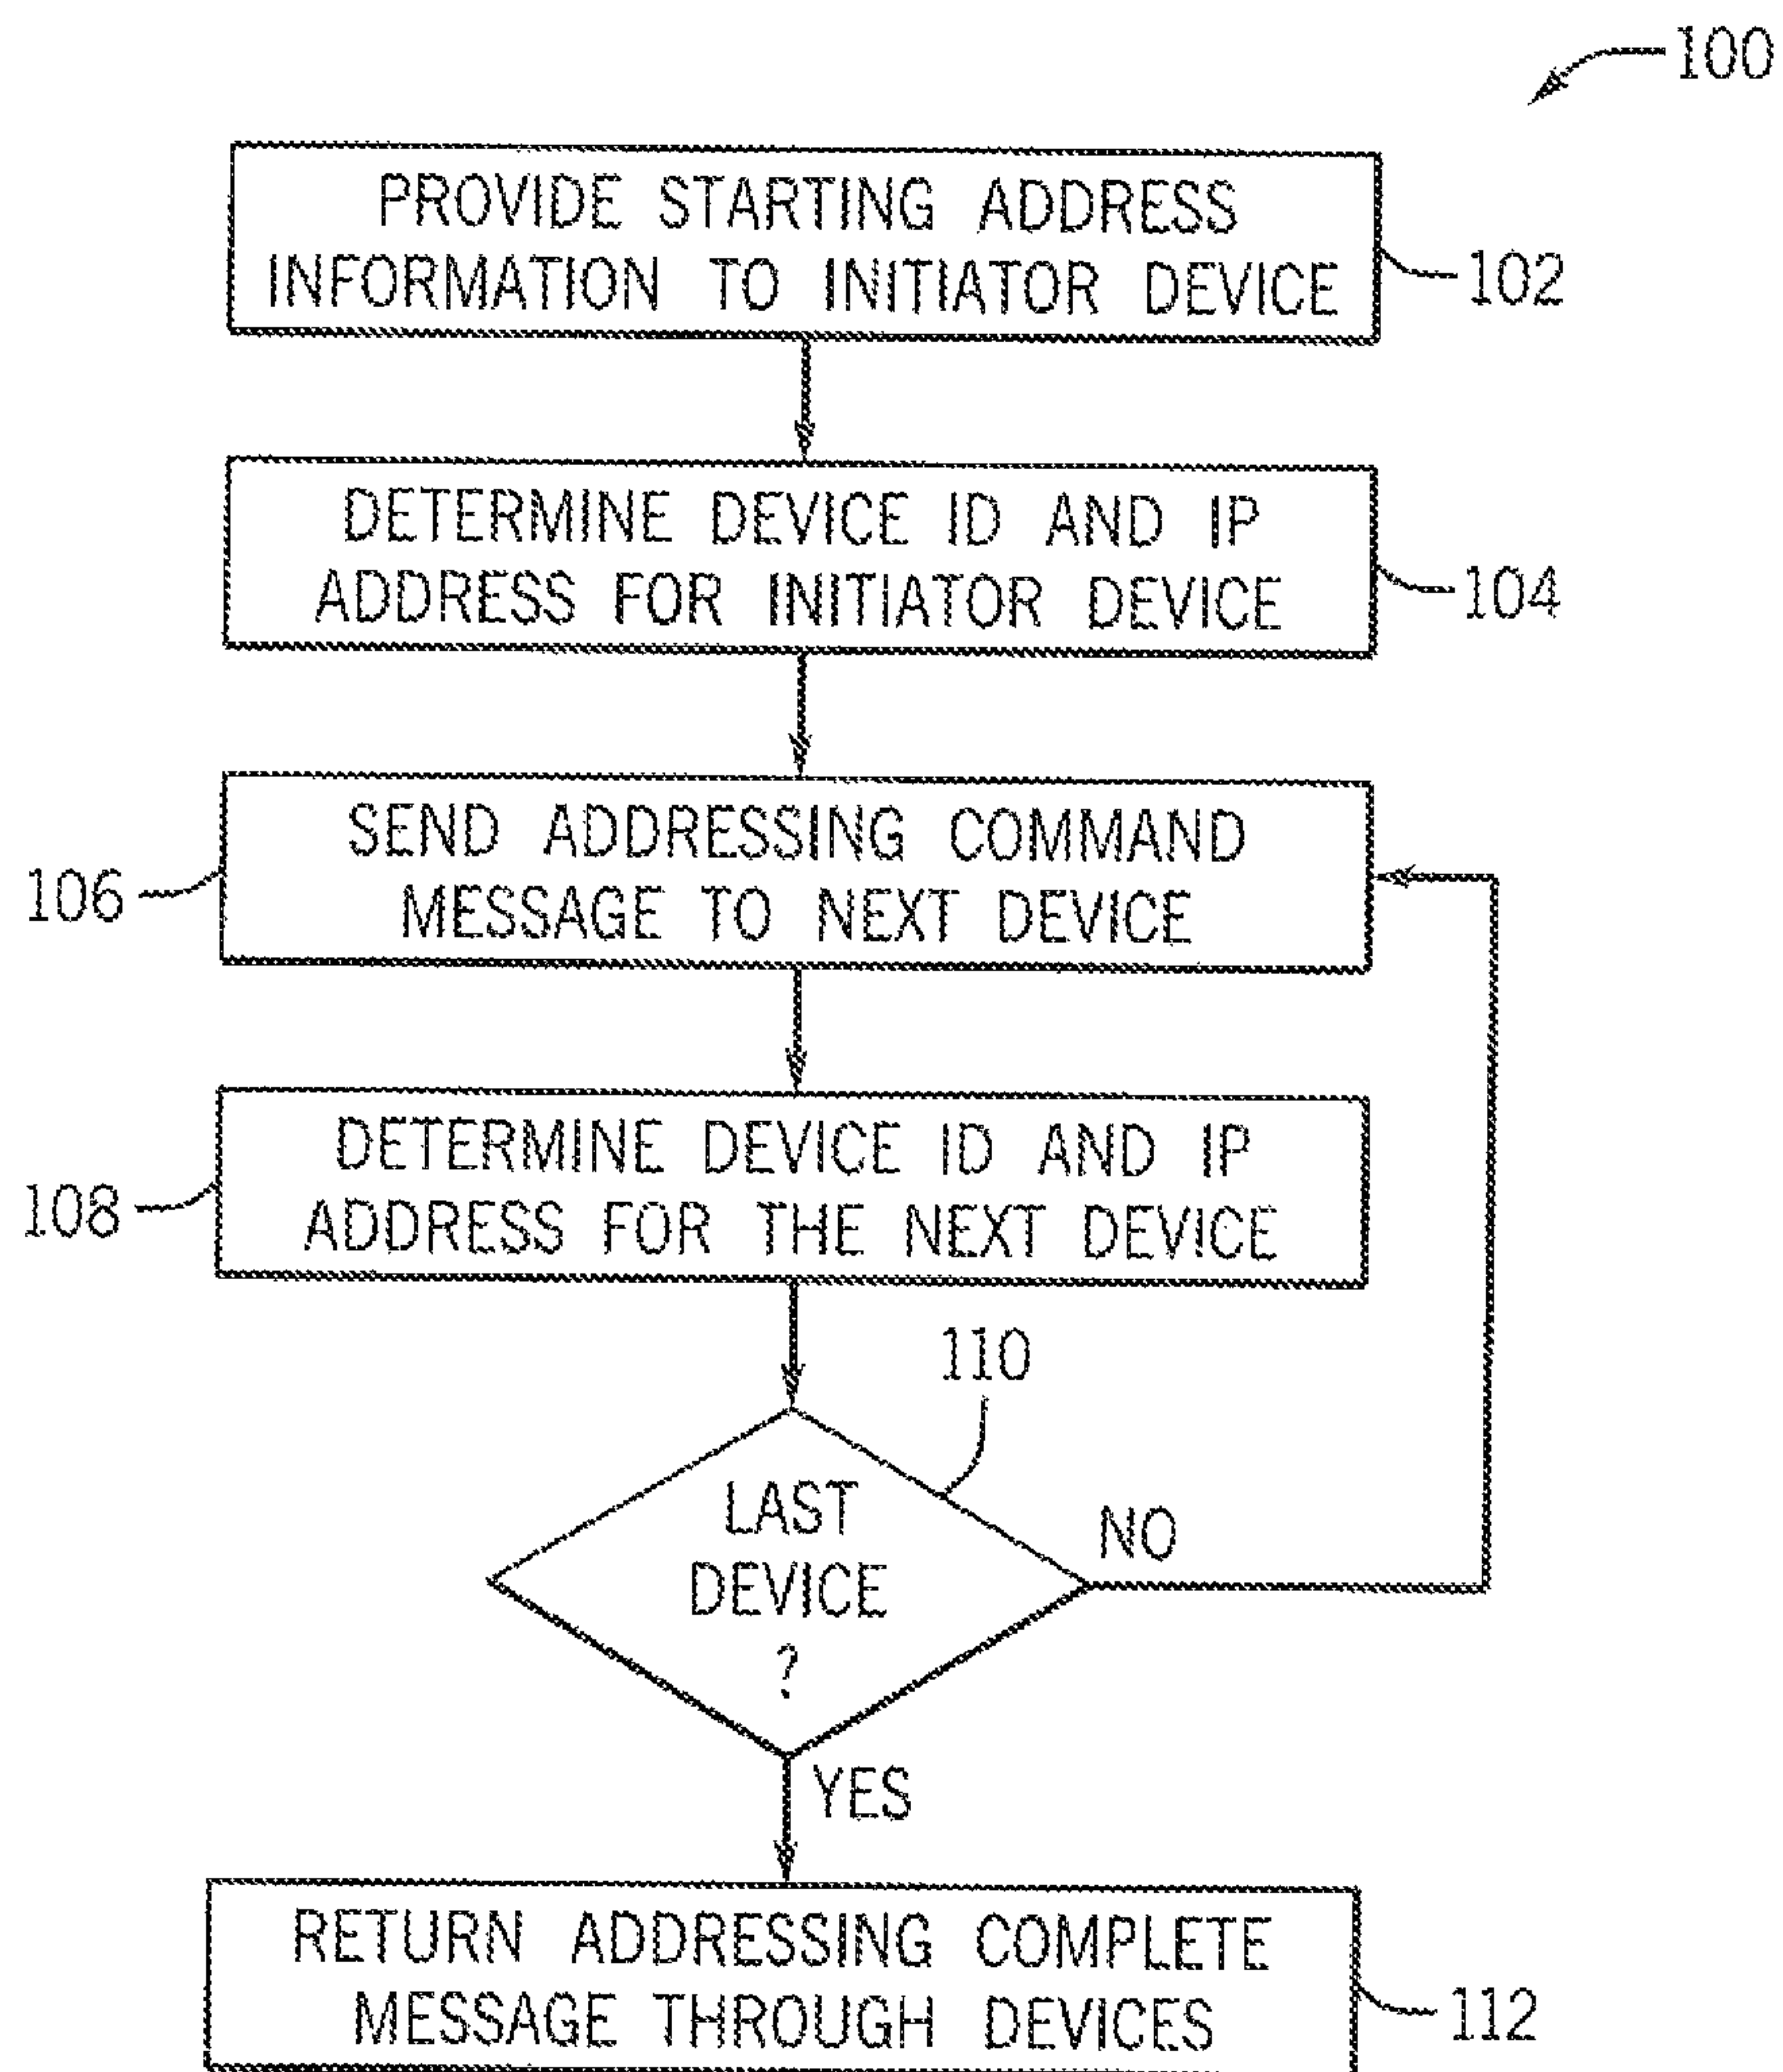 100
PROVIDE STARTING ADDRESS
INFORMATION TO INITIATOR DEVICE
102
DETERMINE DEVICE ID AND IP
ADDRESS FOR INITIATOR DEVICE
104
SEND ADDRESSING COMMAND
MESSAGE TO NEXT DEVICE
106
DETERMINE DEVICE ID AND IP
ADDRESS FOR THE NEXT DEVICE
108
110
LAST
DEVICE
?
NO
YES
RETURN ADDRESSING COMPLETE
MESSAGE THROUGH DEVICES
112